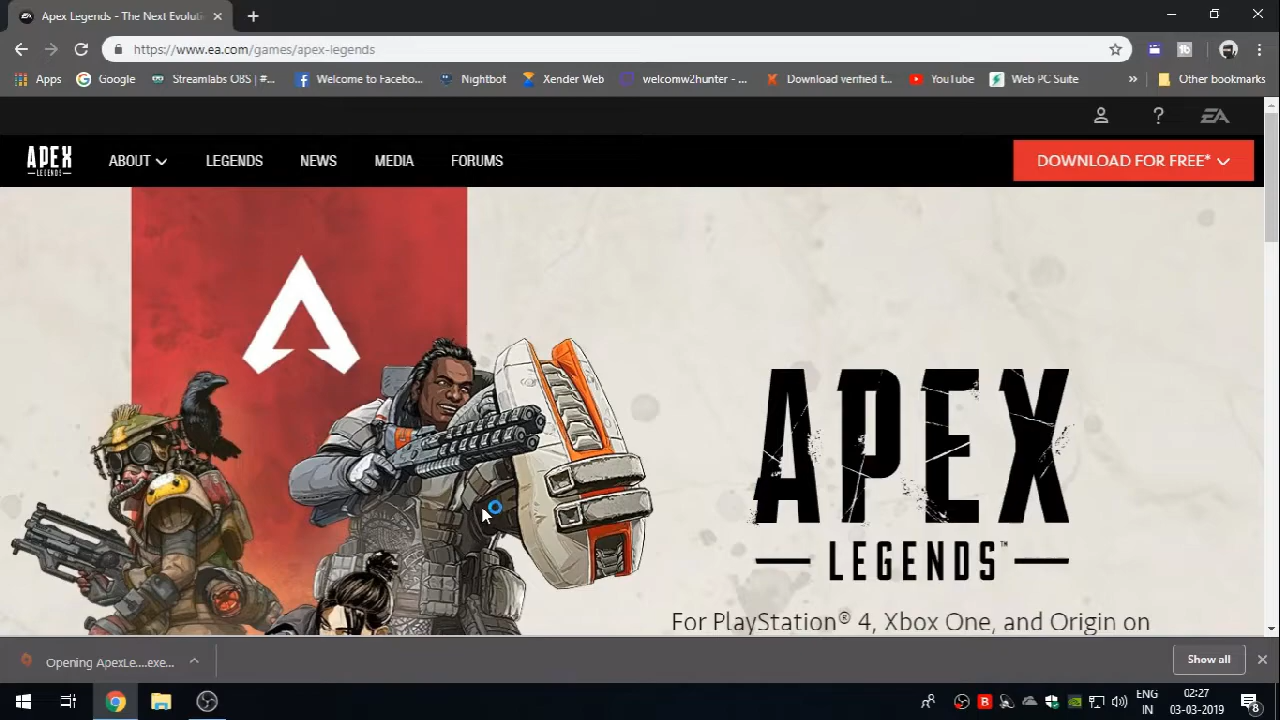 Apex Legends - The Next Evoluti
https://www.ea.com/games/apex-legends
Apps Google Streamlabs OBS | #... Welcome to Facebo... Nightbot Xender Web welcomw2hunter - ... Download verified t... YouTube Web PC Suite » Other bookmarks
? EA
APEX LEGENDS ABOUT LEGENDS NEWS MEDIA FORUMS DOWNLOAD FOR FREE*
APEX
LEGENDS™
For PlayStation® 4, Xbox One, and Origin on
Opening ApexLe....exe... Show all
ENG 02:27
IN 03-03-2019 8